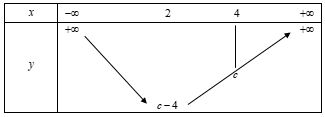 x −∞ 2 4 +∞
+∞ +∞
y
c
c − 4